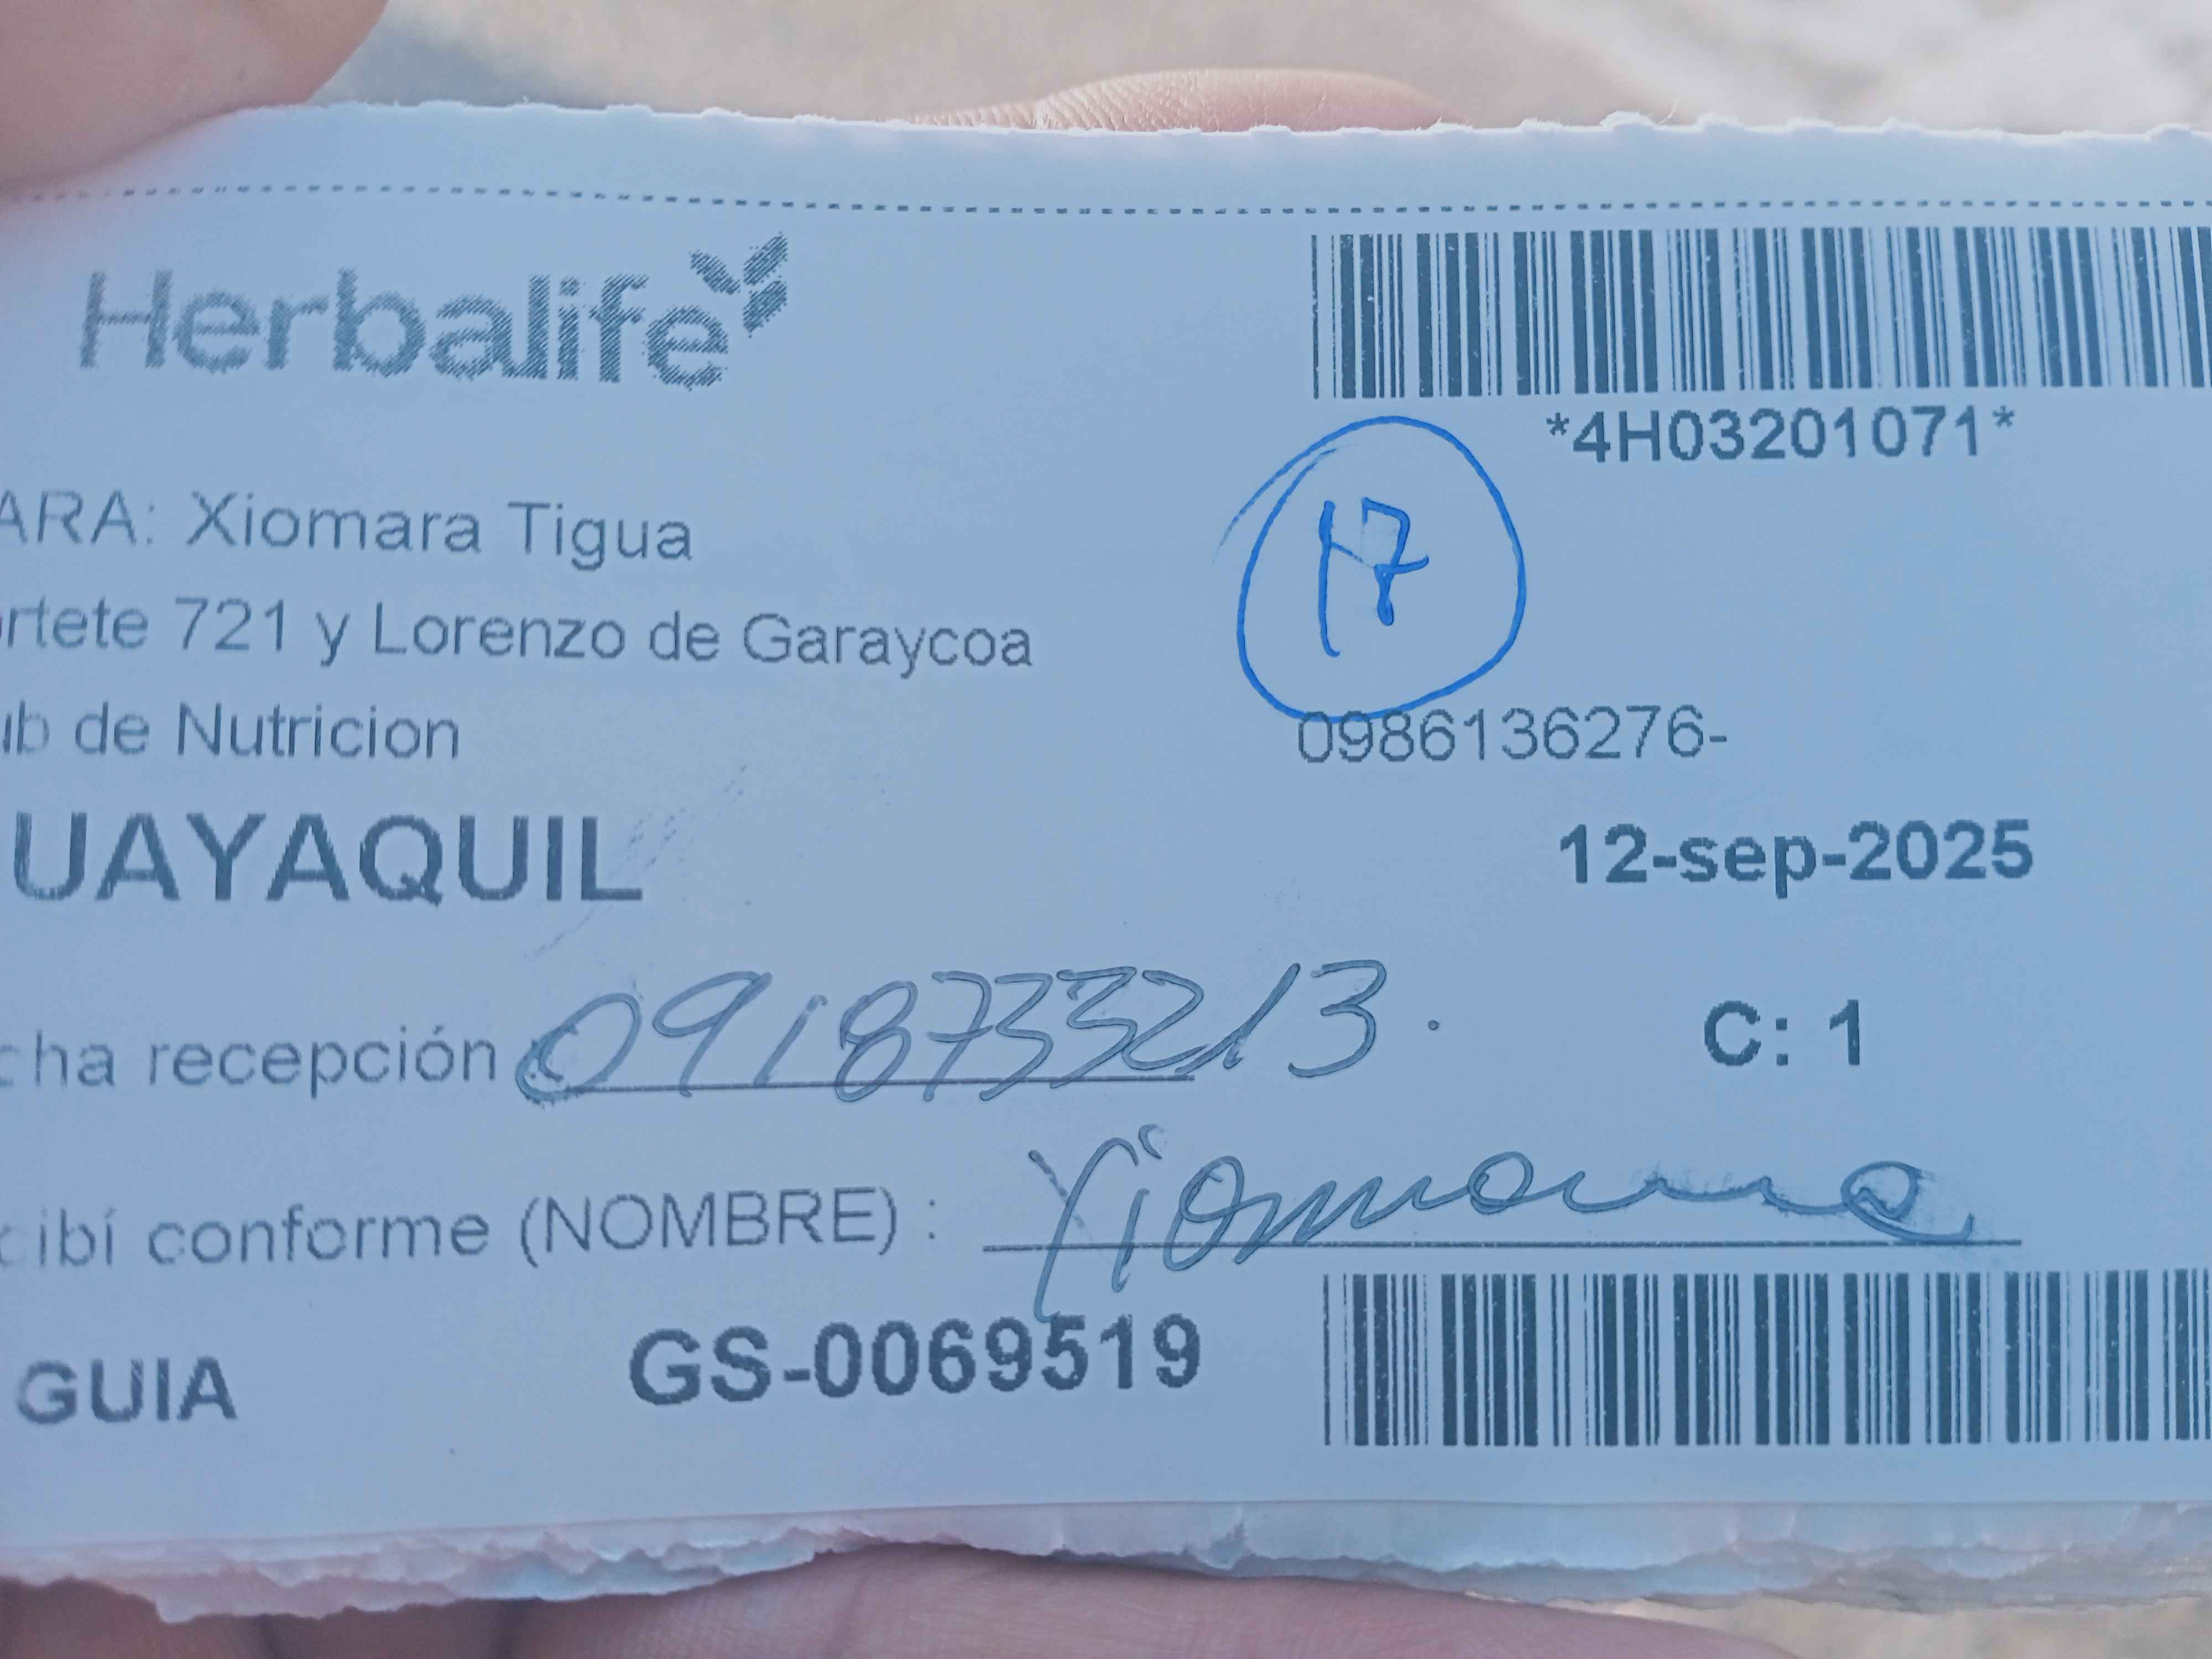 Herbalife
*4H03201071*
ARA: Xiomara Tigua
17
rtete 721 y Lorenzo de Garaycoa
ub de Nutricion
0986136276-
UAYAQUIL
12-sep-2025
cha recepción 0918733213.
C: 1
cibí conforme (NOMBRE) : Xiomara
GUIA
GS-0069519